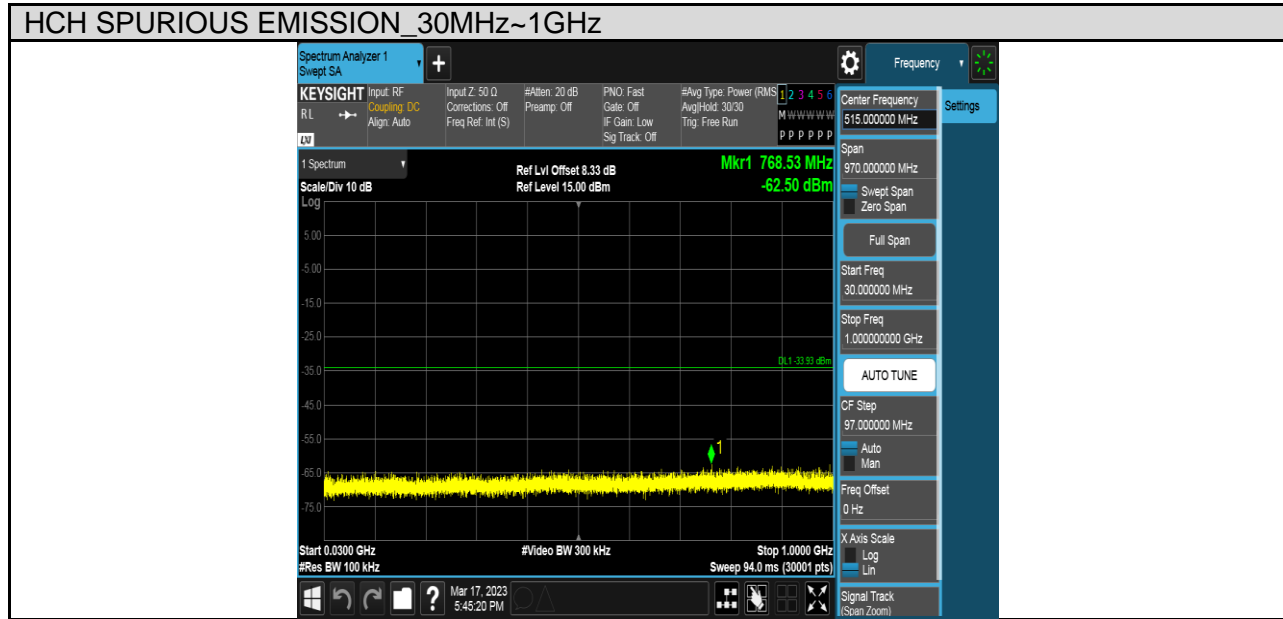 HCH SPURIOUS EMISSION_30MHz~1GHz
Spectrum Analyzer 1
Swept SA
+
Frequency
KEYSIGHT Input: RF Input Z: 50 Ω #Atten: 20 dB PNO: Fast #Avg Type: Power (RMS 1 2 3 4 5 6
RL Coupling: DC Corrections: Off Preamp: Off Gate: Off Avg|Hold: 30/30 M W W W W W
Align: Auto Freq Ref: Int (S) IF Gain: Low Trig: Free Run
LXI Sig Track: Off P P P P P P
Center Frequency
515.000000 MHz
Settings
1 Spectrum
Ref Lvl Offset 8.33 dB
Mkr1 768.53 MHz
Scale/Div 10 dB
Ref Level 15.00 dBm
-62.50 dBm
Log
5.00
-5.00
-15.0
-25.0
DL1 -33.93 dBm
-35.0
-45.0
-55.0
1
-65.0
-75.0
Start 0.0300 GHz
#Video BW 300 kHz
Stop 1.0000 GHz
#Res BW 100 kHz
Sweep 94.0 ms (30001 pts)
Span
970.000000 MHz
Swept Span
Zero Span
Full Span
Start Freq
30.000000 MHz
Stop Freq
1.000000000 GHz
AUTO TUNE
CF Step
97.000000 MHz
Auto
Man
Freq Offset
0 Hz
X Axis Scale
Log
Lin
Signal Track
(Span Zoom)
?
Mar 17, 2023
5:45:20 PM